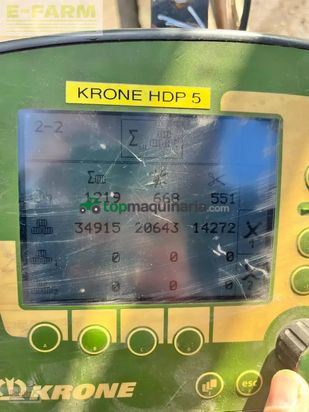 E-FARM
KRONE HDP 5
2-2
Σ
Σ
1219 668 551
topmaquinaria.com
34915 20643 14272
0 0 0
0 0 0
KRONE
esc